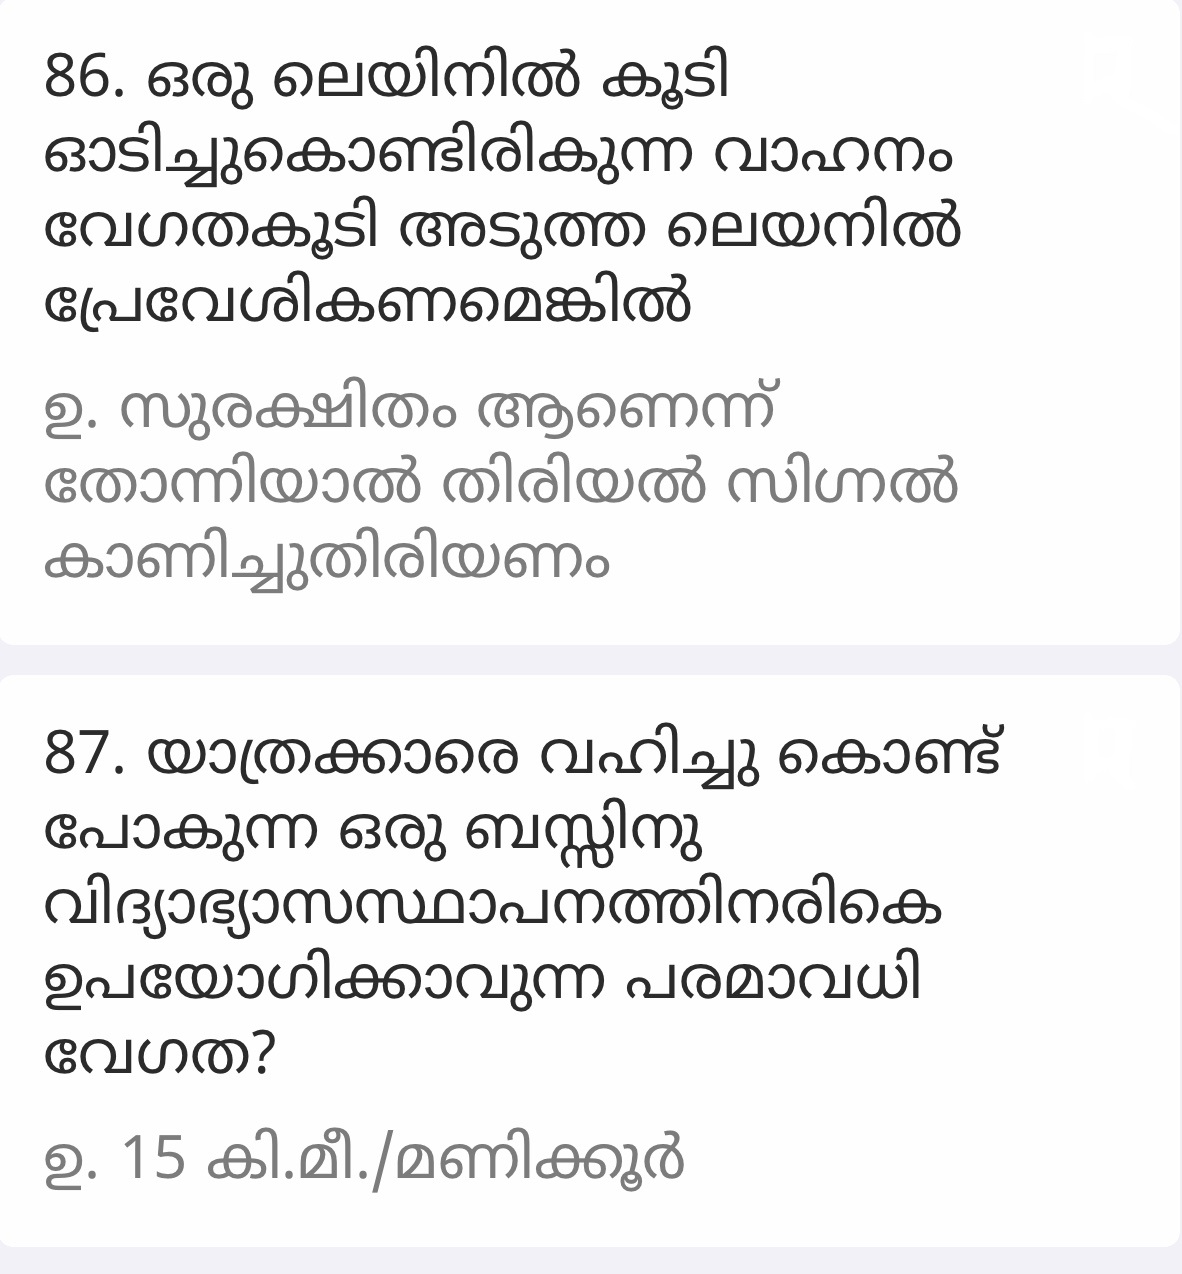 86. ഒരു ലെയിനിൽ കൂടി
ഓടിച്ചുകൊണ്ടിരികുന്ന വാഹനം
വേഗതകൂടി അടുത്ത ലെയനിൽ
പ്രേവേശികണമെങ്കിൽ
ഉ. സുരക്ഷിതം ആണെന്ന്
തോന്നിയാൽ തിരിയൽ സിഗ്നൽ
കാണിച്ചുതിരിയണം
87. യാത്രക്കാരെ വഹിച്ചു കൊണ്ട്
പോകുന്ന ഒരു ബസ്സിനു
വിദ്യാഭ്യാസസ്ഥാപനത്തിനരികെ
ഉപയോഗിക്കാവുന്ന പരമാവധി
വേഗത?
ഉ. 15 കി.മീ./മണിക്കൂർ